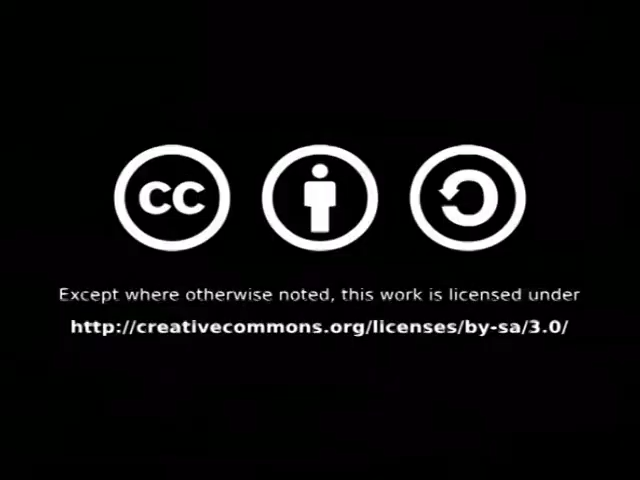 cc
Except where otherwise noted, this work is licensed under
http://creativecommons.org/licenses/by-sa/3.0/